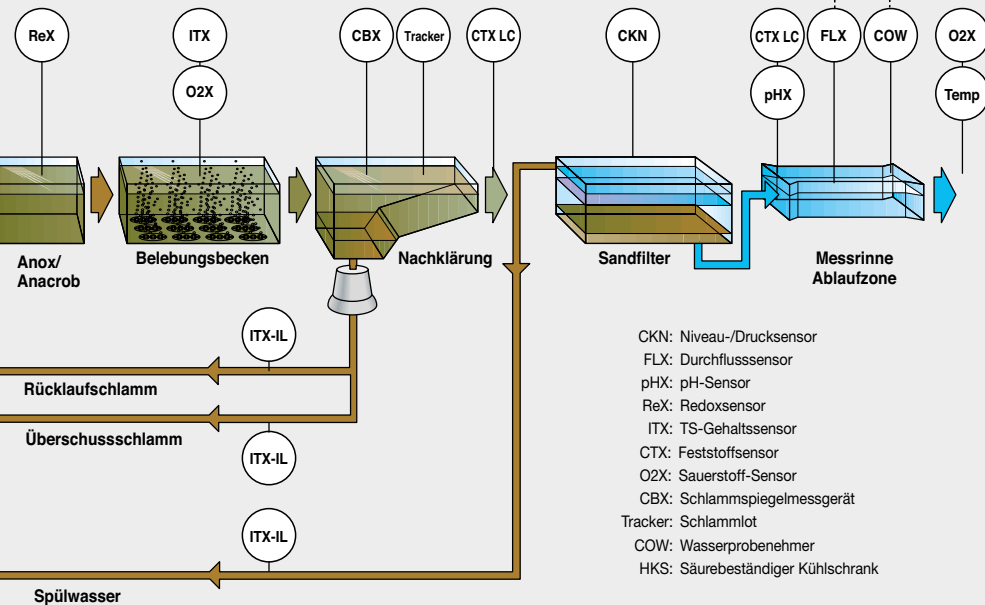 ReX
ITX
CBX
Tracker
CTX LC
CKN
CTX LC
FLX
COW
O2X
O2X
pHX
Temp
Anox/
Anacrob
Belebungsbecken
Nachklärung
Sandfilter
Messrinne
Ablaufzone
ITX-IL
Rücklaufschlamm
Überschussschlamm
ITX-IL
ITX-IL
Spülwasser
CKN: Niveau-/Drucksensor
FLX: Durchflusssensor
pHX: pH-Sensor
ReX: Redoxsensor
ITX: TS-Gehaltssensor
CTX: Feststoffsensor
O2X: Sauerstoff-Sensor
CBX: Schlammspiegelmessgerät
Tracker: Schlammlot
COW: Wasserprobenehmer
HKS: Säurebeständiger Kühlschrank